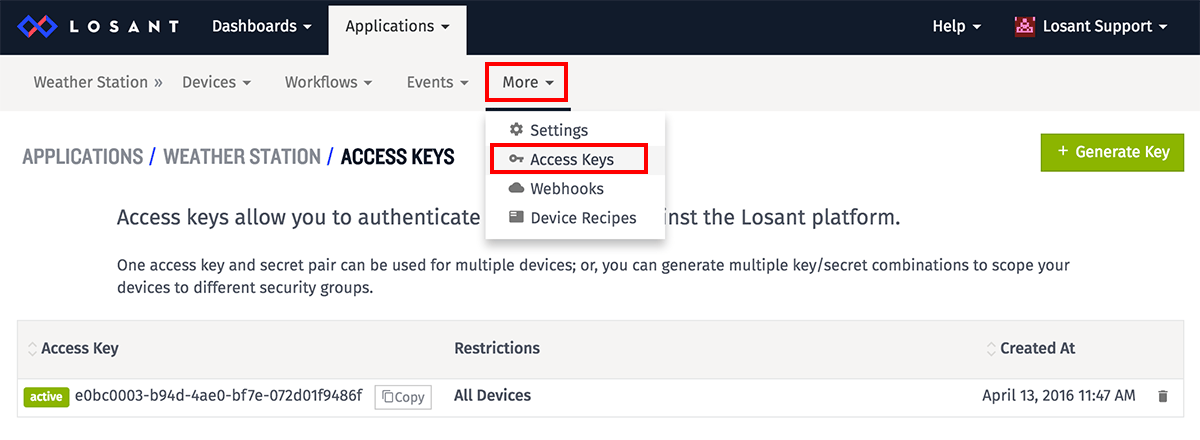 LOSANT Dashboards Applications Help Losant Support
Weather Station » Devices Workflows Events More
Settings
Access Keys
Webhooks
Device Recipes
APPLICATIONS / WEATHER STATION / ACCESS KEYS
+ Generate Key
Access keys allow you to authenticate inst the Losant platform.
One access key and secret pair can be used for multiple devices; or, you can generate multiple key/secret combinations to scope your
devices to different security groups.
Access Key Restrictions Created At
active e0bc0003-b94d-4ae0-bf7e-072d01f9486f Copy All Devices April 13, 2016 11:47 AM